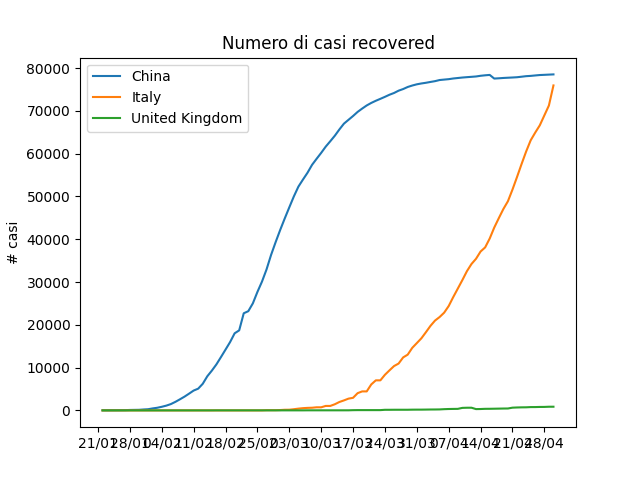 Numero di casi recovered
China
Italy
United Kingdom
# casi
80000
70000
60000
50000
40000
30000
20000
10000
0
21/01 28/01 04/02 11/02 18/02 25/02 03/03 10/03 17/03 24/03 31/03 07/04 14/04 21/04 28/04